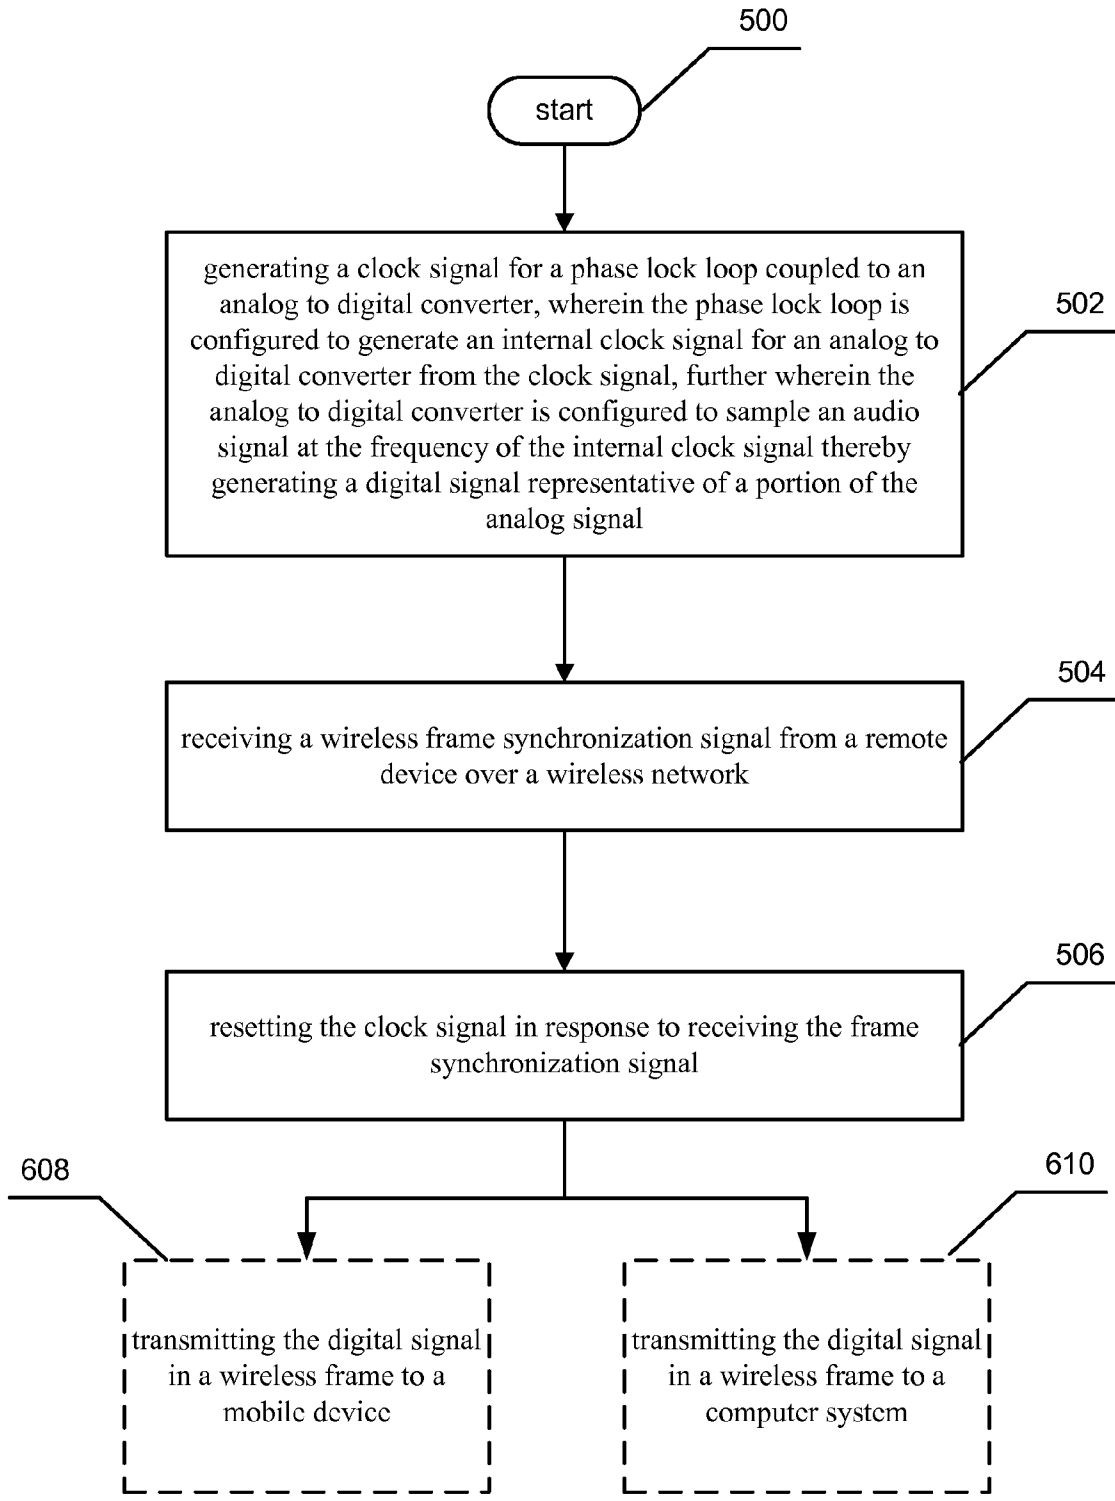 500
start
502
generating a clock signal for a phase lock loop coupled to an
analog to digital converter, wherein the phase lock loop is
configured to generate an internal clock signal for an analog to
digital converter from the clock signal, further wherein the
analog to digital converter is configured to sample an audio
signal at the frequency of the internal clock signal thereby
generating a digital signal representative of a portion of the
analog signal
504
receiving a wireless frame synchronization signal from a remote
device over a wireless network
506
resetting the clock signal in response to receiving the frame
synchronization signal
608
transmitting the digital signal
in a wireless frame to a
mobile device
610
transmitting the digital signal
in a wireless frame to a
computer system